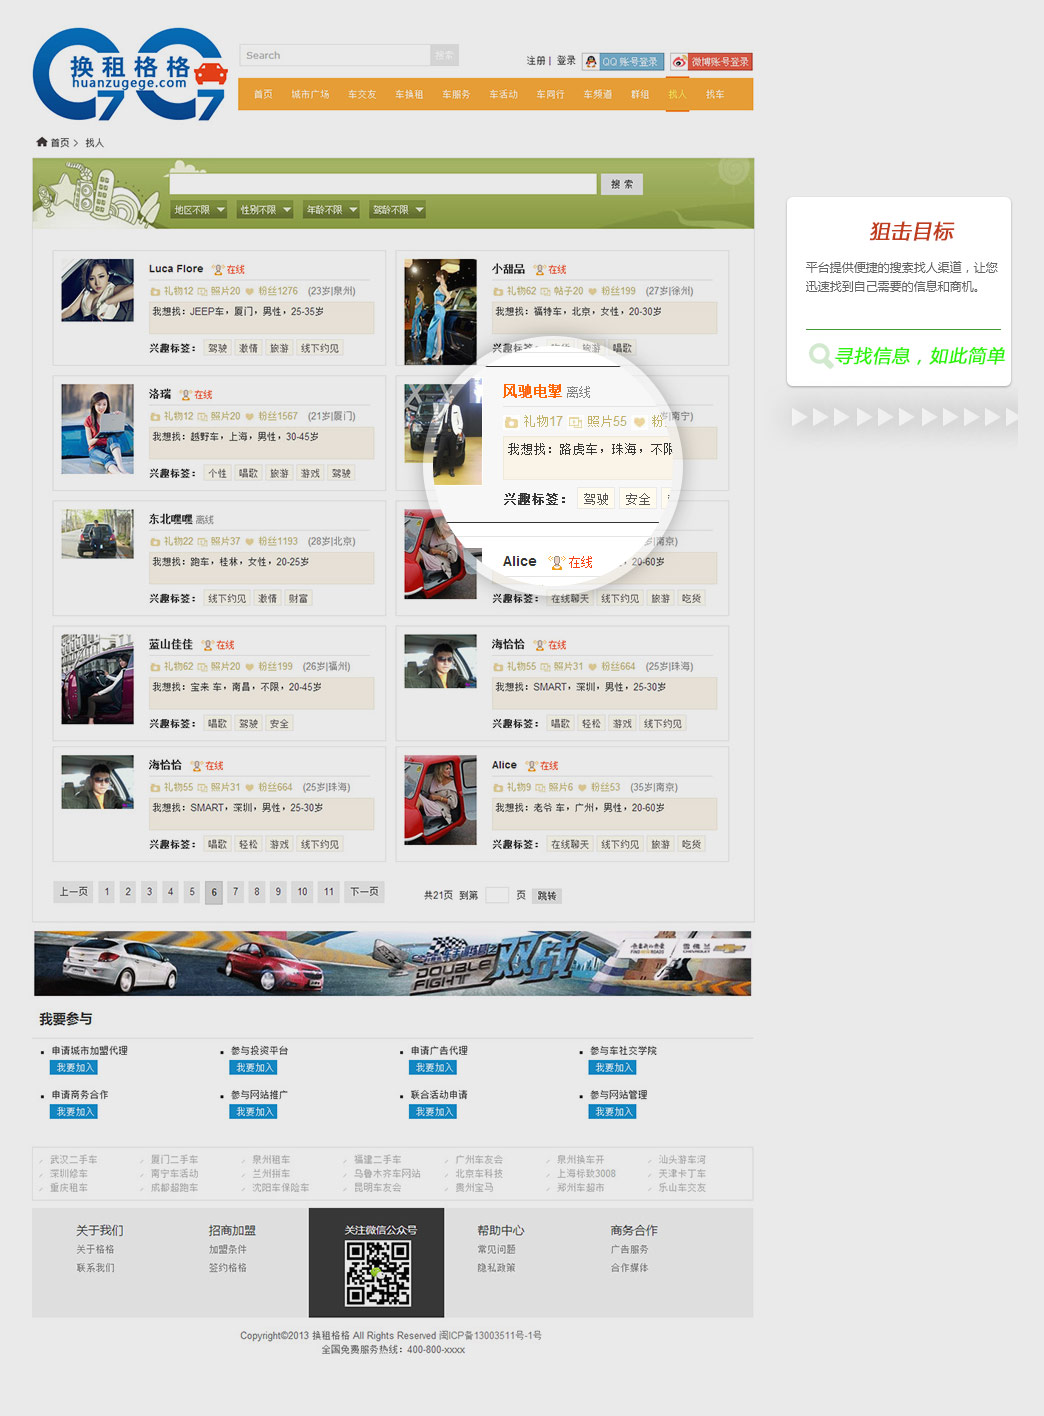 换租格格
huanzugege.com
Search
搜索
注册 | 登录 QQ 账号登录 微博账号登录
首页 城市广场 车交友 车换租 车服务 车活动 车网行 车频道 群组 找人 找车
首页 > 找人
搜 索
地区不限 性别不限 年龄不限 驾龄不限
狙击目标
平台提供便捷的搜索找人渠道，让您
迅速找到自己需要的信息和商机。
寻找信息，如此简单
Luca Flore 在线
礼物12 照片20 粉丝1276 (23岁|泉州)
我想找：JEEP车，厦门，男性，25-35岁
兴趣标签： 驾驶 激情 旅游 线下约见
小甜品 在线
礼物62 帖子20 粉丝199 (27岁|徐州)
我想找：福特车，北京，女性，20-30岁
兴趣标签： 旅游 唱歌
洛瑞 在线
礼物12 照片20 粉丝1567 (21岁|厦门)
我想找：越野车，上海，男性，30-45岁
兴趣标签： 个性 唱歌 旅游 游戏 驾驶
风驰电掣 离线
礼物17 照片55 粉
南宁)
我想找：路虎车，珠海，不限
兴趣标签： 驾驶 安全
东北嘿嘿 离线
礼物22 照片37 粉丝1193 (28岁|北京)
我想找：跑车，桂林，女性，20-25岁
兴趣标签： 线下约见 激情 财富
Alice 在线
南京)
20-60岁
兴趣标签： 在线聊天 线下约见 旅游 吃货
蓝山佳佳 在线
礼物62 照片20 粉丝199 (26岁|福州)
我想找：宝来 车，南昌，不限，20-45岁
兴趣标签： 唱歌 驾驶 安全
海恰恰 在线
礼物55 照片31 粉丝664 (25岁|珠海)
我想找：SMART，深圳，男性，25-30岁
兴趣标签： 唱歌 轻松 游戏 线下约见
海恰恰 在线
礼物55 照片31 粉丝664 (25岁|珠海)
我想找：SMART，深圳，男性，25-30岁
兴趣标签： 唱歌 轻松 游戏 线下约见
Alice 在线
礼物9 照片6 粉丝53 (35岁|南京)
我想找：老爷 车，广州，男性，20-60岁
兴趣标签： 在线聊天 线下约见 旅游 吃货
上一页 1 2 3 4 5 6 7 8 9 10 11 下一页 共21页 到第 页 跳转
DOUBLE
FIGHT
双战
雪佛兰
CHEVROLET
我要参与
申请城市加盟代理 参与投资平台 申请广告代理 参与车社交学院
我要加入 我要加入 我要加入 我要加入
申请商务合作 参与网站推广 联合活动申请 参与网站管理
我要加入 我要加入 我要加入 我要加入
武汉二手车 厦门二手车 泉州租车 福建二手车 广州车友会 泉州换车开 汕头游车河
深圳修车 南宁车活动 兰州拼车 乌鲁木齐车网站 北京车科技 上海标致3008 天津卡丁车
重庆租车 成都超跑车 沈阳车保险车 昆明车友会 贵州宝马 郑州车超市 乐山车交友
关于我们 招商加盟 关注微信公众号 帮助中心 商务合作
关于格格 加盟条件 常见问题 广告服务
联系我们 签约格格 隐私政策 合作媒体
Copyright©2013 换租格格 All Rights Reserved 闽ICP备13003511号-1号
全国免费服务热线：400-800-xxxx